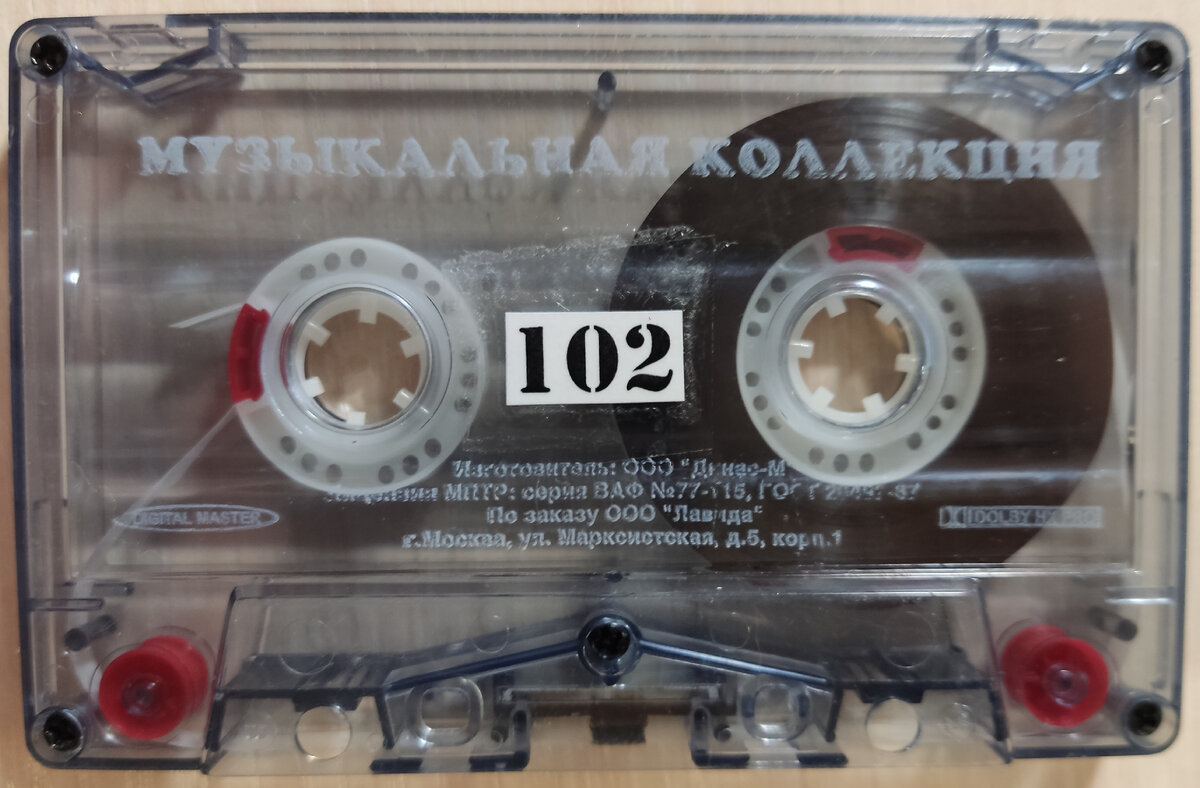 МУЗЫКАЛЬНАЯ КОЛЛЕКЦИЯ
102
Изготовитель: ООО
МПТР: серия ВАФ №77-115,
DIGITAL MASTER
По заказу ООО "Лавида"
DOLBY
г.Москва, ул. Марксистская, д.5, корп.1